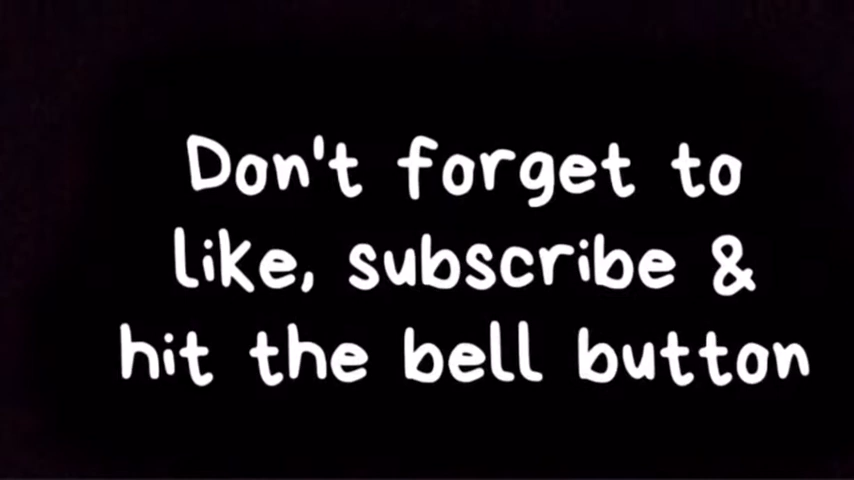 Don't forget to
like, subscribe &
hit the bell button